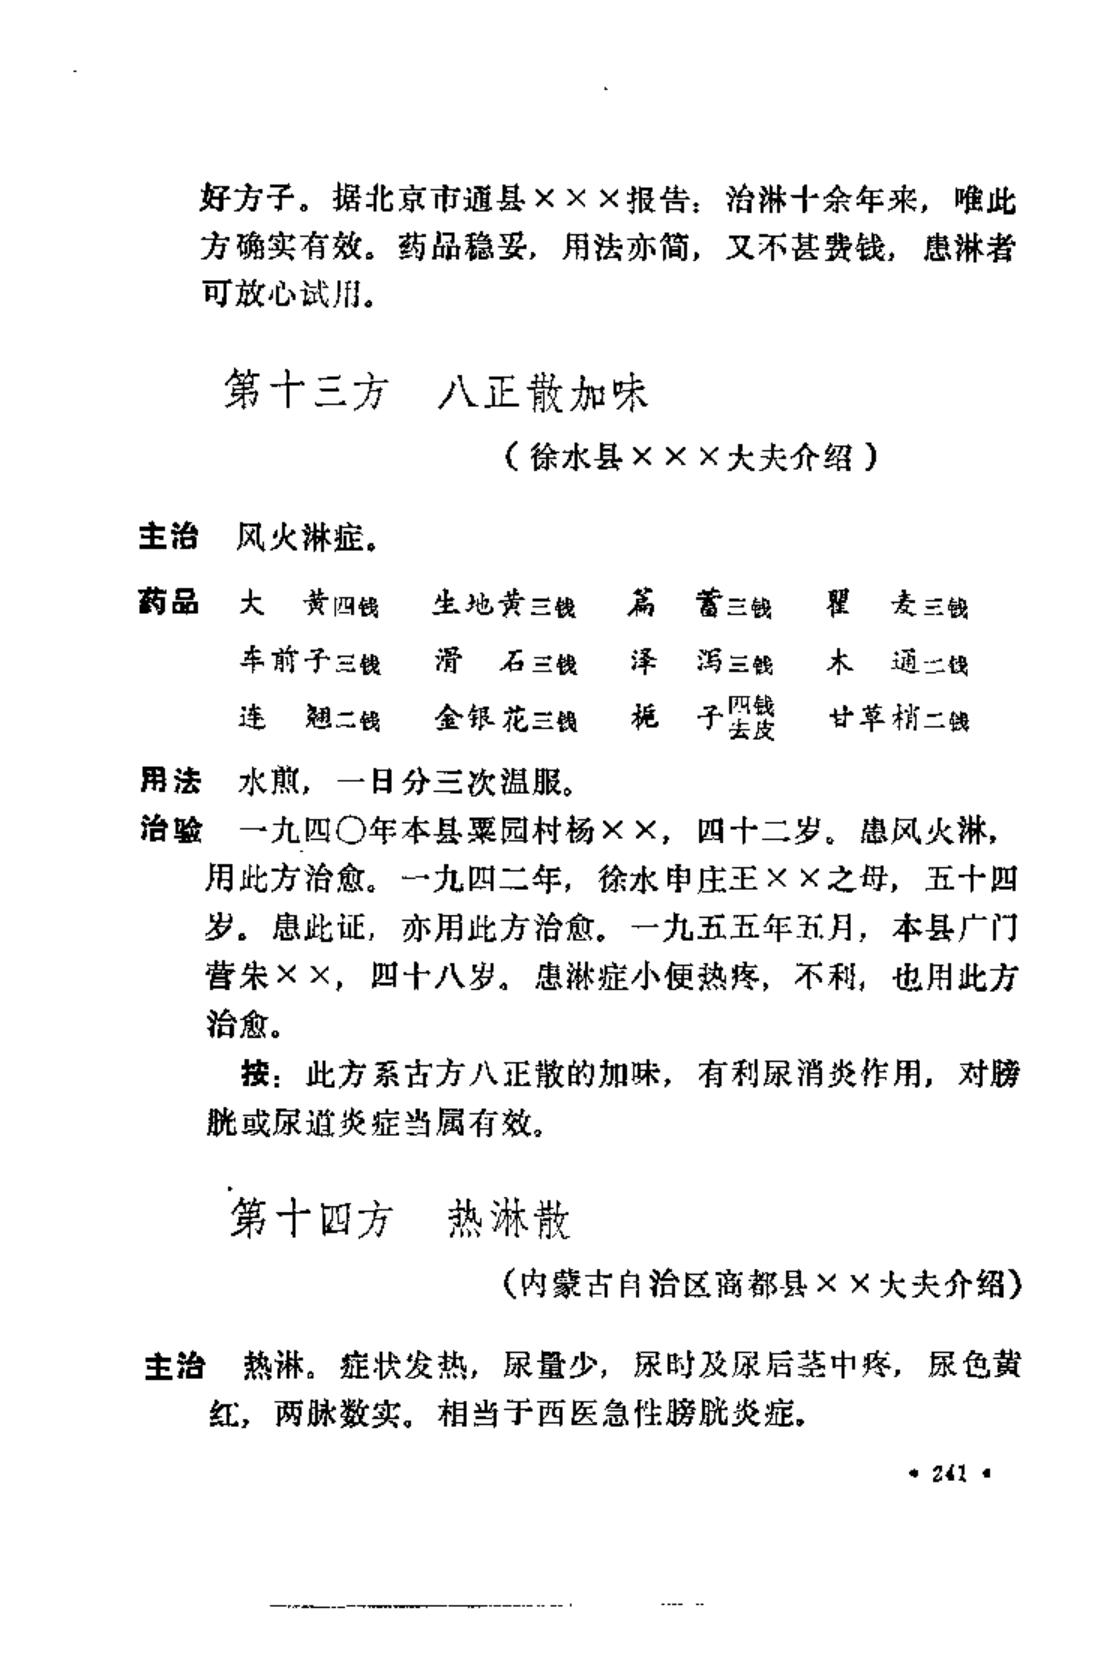 好方子。据北京市通县×××报告：治淋十余年来，唯此
方确实有效。药品稳妥，用法亦简，又不甚费钱，患淋者
可放心试用。
第十三方　八正散加味
（徐水县×××大夫介绍）
主治　风火淋症。
药品　大　黄四钱　生地黄三钱　萹　蓄三钱　瞿　麦三钱
车前子三钱　滑　石三钱　泽　泻三钱　木　通二钱
连　翘二钱　金银花三钱　栀　子四钱去皮　甘草梢二钱
用法　水煎，一日分三次温服。
治验　一九四〇年本县粟园村杨××，四十二岁。患风火淋，
用此方治愈。一九四二年，徐水申庄王××之母，五十四
岁。患此证，亦用此方治愈。一九五五年五月，本县广门
营朱××，四十八岁。患淋症小便热疼，不利，也用此方
治愈。
按：此方系古方八正散的加味，有利尿消炎作用，对膀
胱或尿道炎症当属有效。
第十四方　热淋散
（内蒙古自治区商都县××大夫介绍）
主治　热淋。症状发热，尿量少，尿时及尿后茎中疼，尿色黄
红，两脉数实。相当于西医急性膀胱炎症。
• 241 •